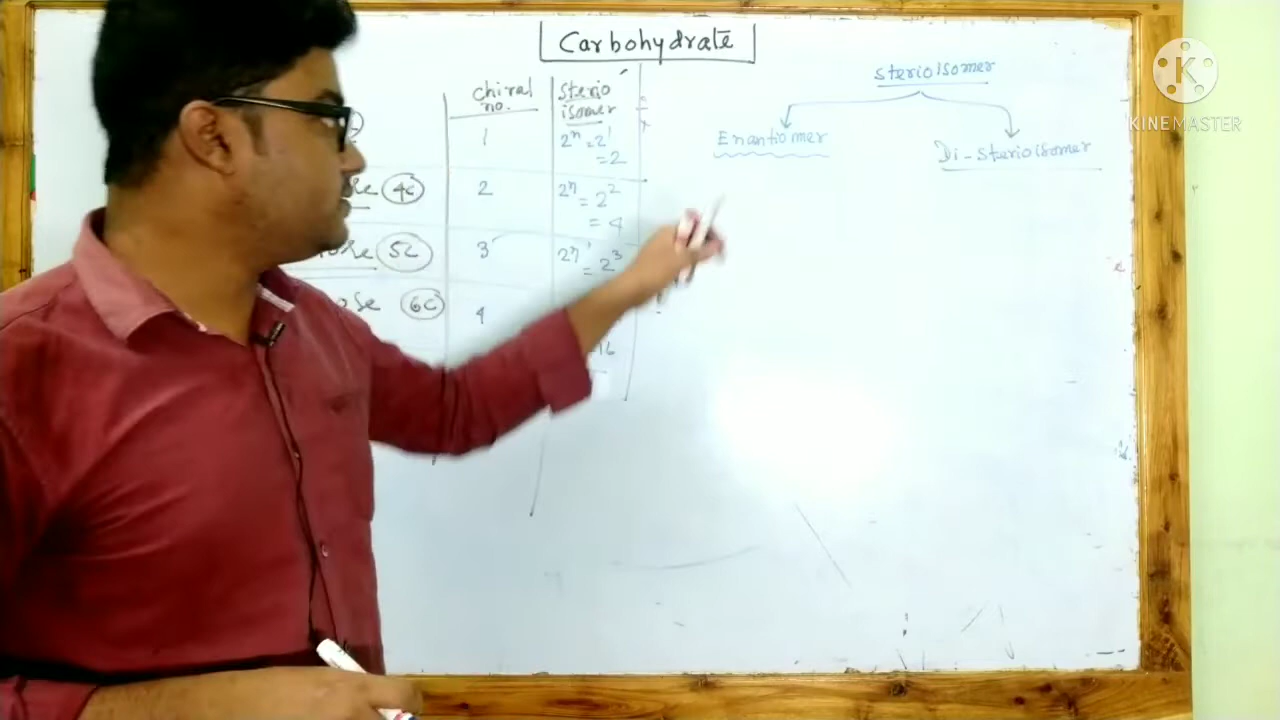 Carbohydrate
chiral
no.
sterio
isomer
1
2ⁿ = 2¹
= 2
4C
2
2ⁿ = 2²
= 4
5C
3
2ⁿ = 2³
ose 6C
4
16
sterioisomer
Enantiomer
Di-sterioisomer
K
KINEMASTER